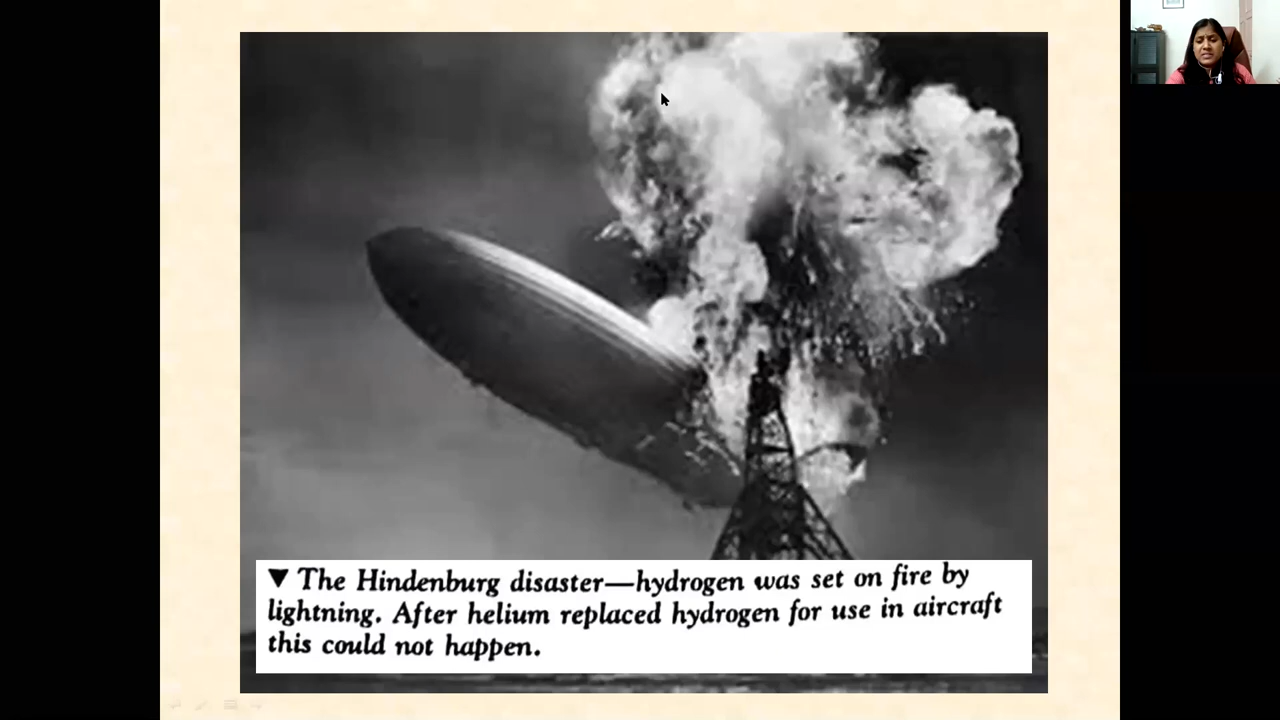 ▼ The Hindenburg disaster—hydrogen was set on fire by
lightning. After helium replaced hydrogen for use in aircraft
this could not happen.